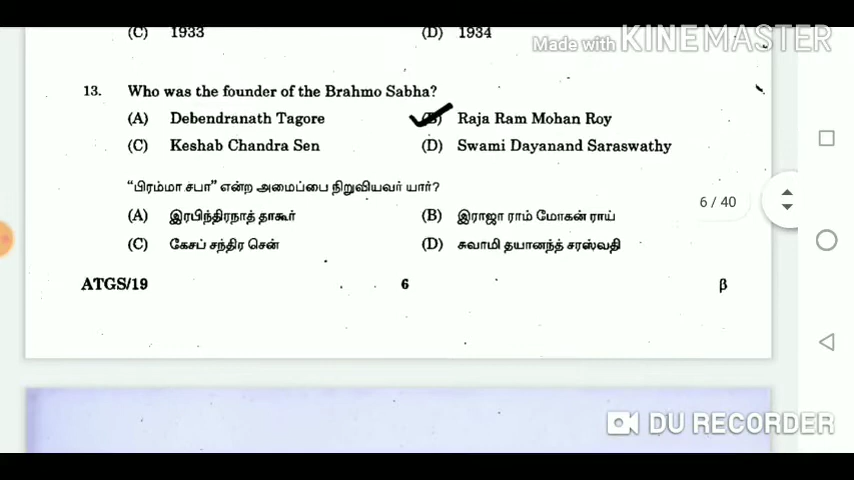 (C) 1933 (D) 1934
Made with KINEMASTER
13. Who was the founder of the Brahmo Sabha?
(A) Debendranath Tagore (B) Raja Ram Mohan Roy
(C) Keshab Chandra Sen (D) Swami Dayanand Saraswathy
“பிரம்மா சபா” என்ற அமைப்பை நிறுவியவர் யார்?
6 / 40
(A) இரபிந்திரநாத் தாகூர் (B) இராஜா ராம் மோகன் ராய்
(C) கேசப் சந்திர சென் (D) சுவாமி தயானந்த் சரஸ்வதி
ATGS/19 6 β
DU RECORDER